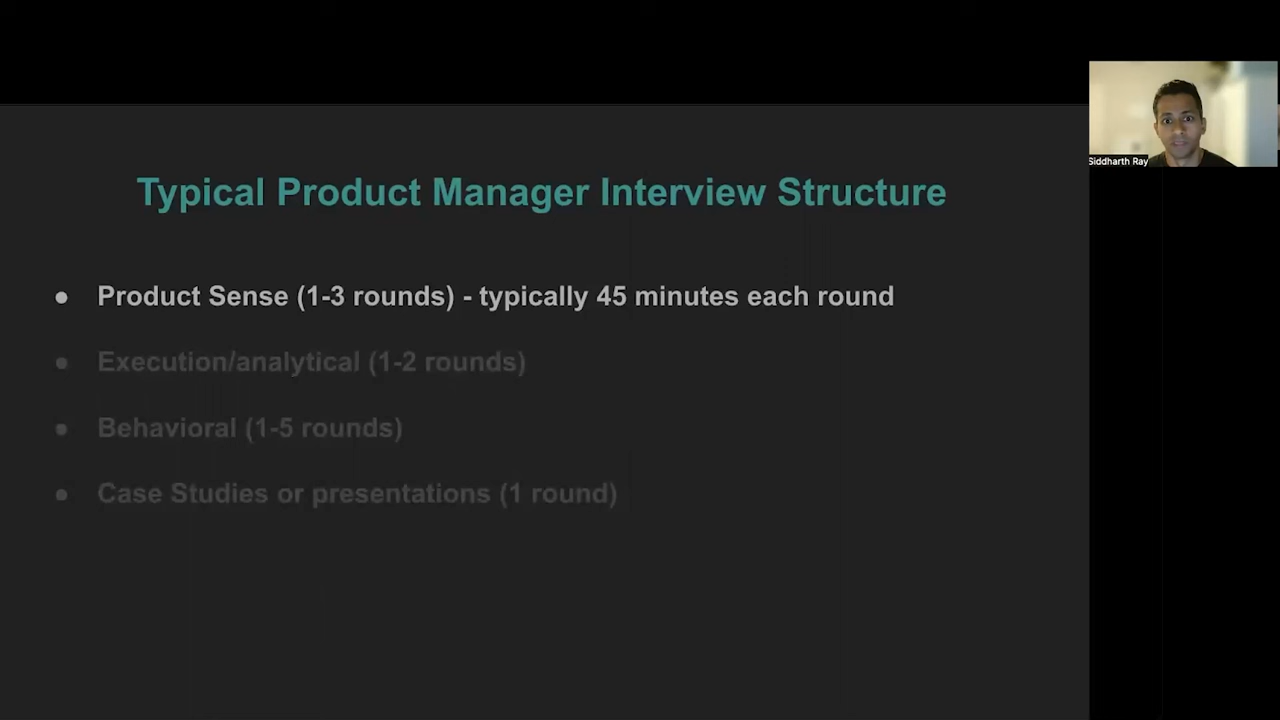 Typical Product Manager Interview Structure
● Product Sense (1-3 rounds) - typically 45 minutes each round
● Execution/analytical (1-2 rounds)
● Behavioral (1-5 rounds)
● Case Studies or presentations (1 round)
Siddharth Ray